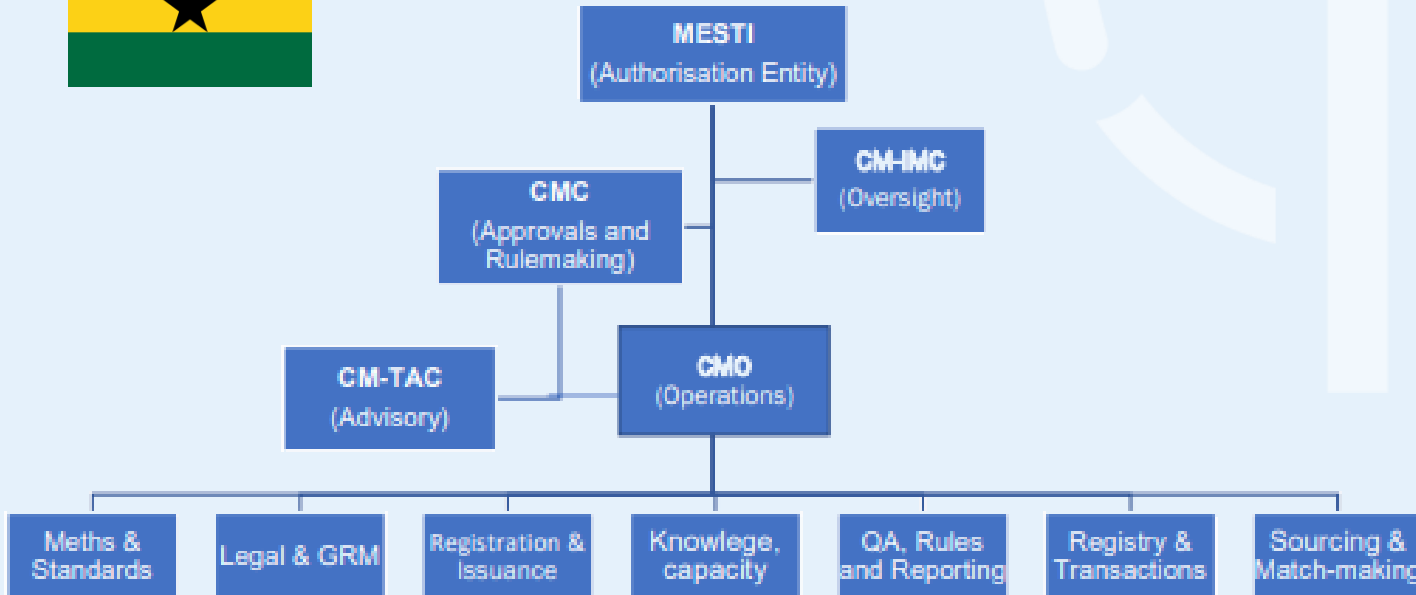 MESTI
(Authorisation Entity)
CM-IMC
(Oversight)
CMC
(Approvals and
Rulemaking)
CMO
(Operations)
CM-TAC
(Advisory)
Meths &
Standards
Legal & GRM
Registration &
Issuance
Knowlege,
capacity
QA, Rules
and Reporting
Registry &
Transactions
Sourcing &
Match-making